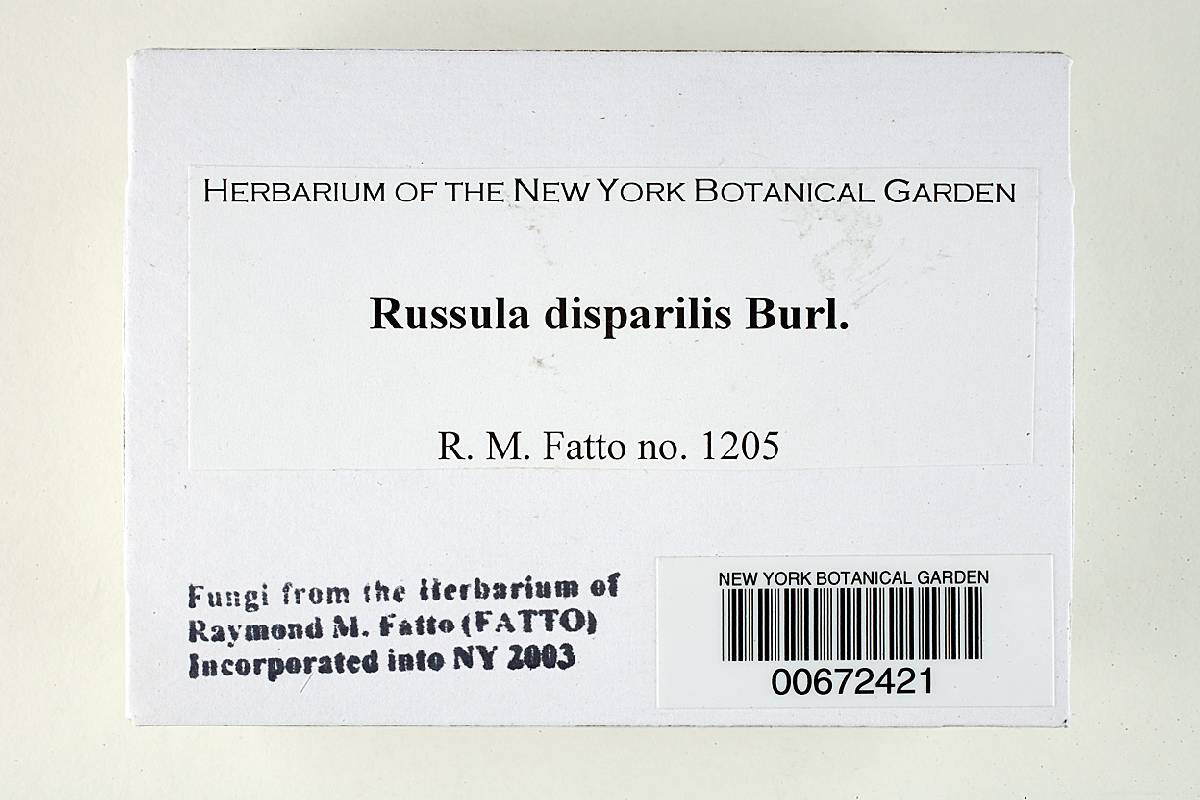 HERBARIUM OF THE NEW YORK BOTANICAL GARDEN
Russula disparilis Burl.
R. M. Fatto no. 1205
Fungi from the Herbarium of
Raymond M. Fatto (FATTO)
Incorporated into NY 2003
NEW YORK BOTANICAL GARDEN
00672421